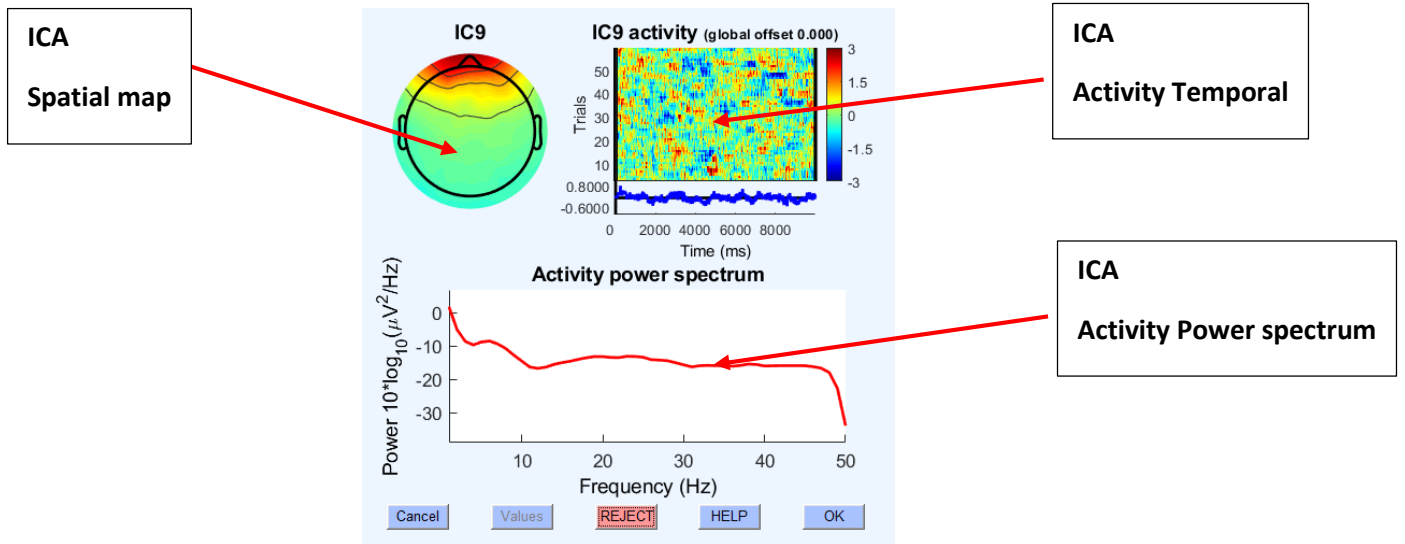 ICA
Spatial map
IC9
IC9 activity (global offset 0.000)
Trials
50
40
30
20
10
3
1.5
0
-1.5
-3
0.8000
-0.6000
0 2000 4000 6000 8000
Time (ms)
ICA
Activity Temporal
Activity power spectrum
Power 10*log₁₀(μV²/Hz)
0
-10
-20
-30
10 20 30 40 50
Frequency (Hz)
ICA
Activity Power spectrum
Cancel Values REJECT HELP OK